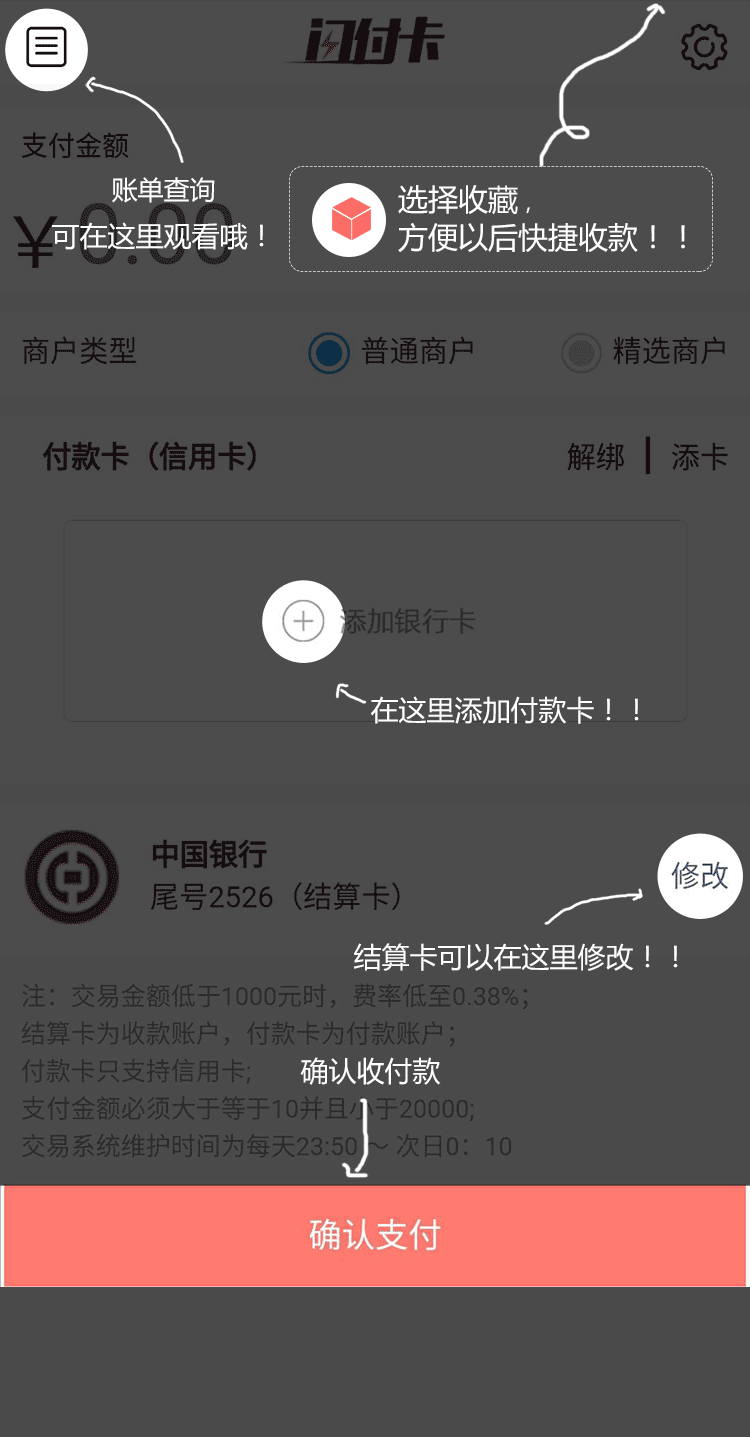 闪付卡
支付金额
账单查询
可在这里观看哦！
¥0.00
选择收藏，
方便以后快捷收款！！
商户类型 普通商户 精选商户
付款卡（信用卡） 解绑 添卡
添加银行卡
在这里添加付款卡！！
中国银行
尾号2526（结算卡）
修改
结算卡可以在这里修改！！
注：交易金额低于1000元时，费率低至0.38%；
结算卡为收款账户，付款卡为付款账户；
付款卡只支持信用卡;
确认收付款
支付金额必须大于等于10并且小于20000;
交易系统维护时间为每天23:50 ～ 次日0：10
确认支付